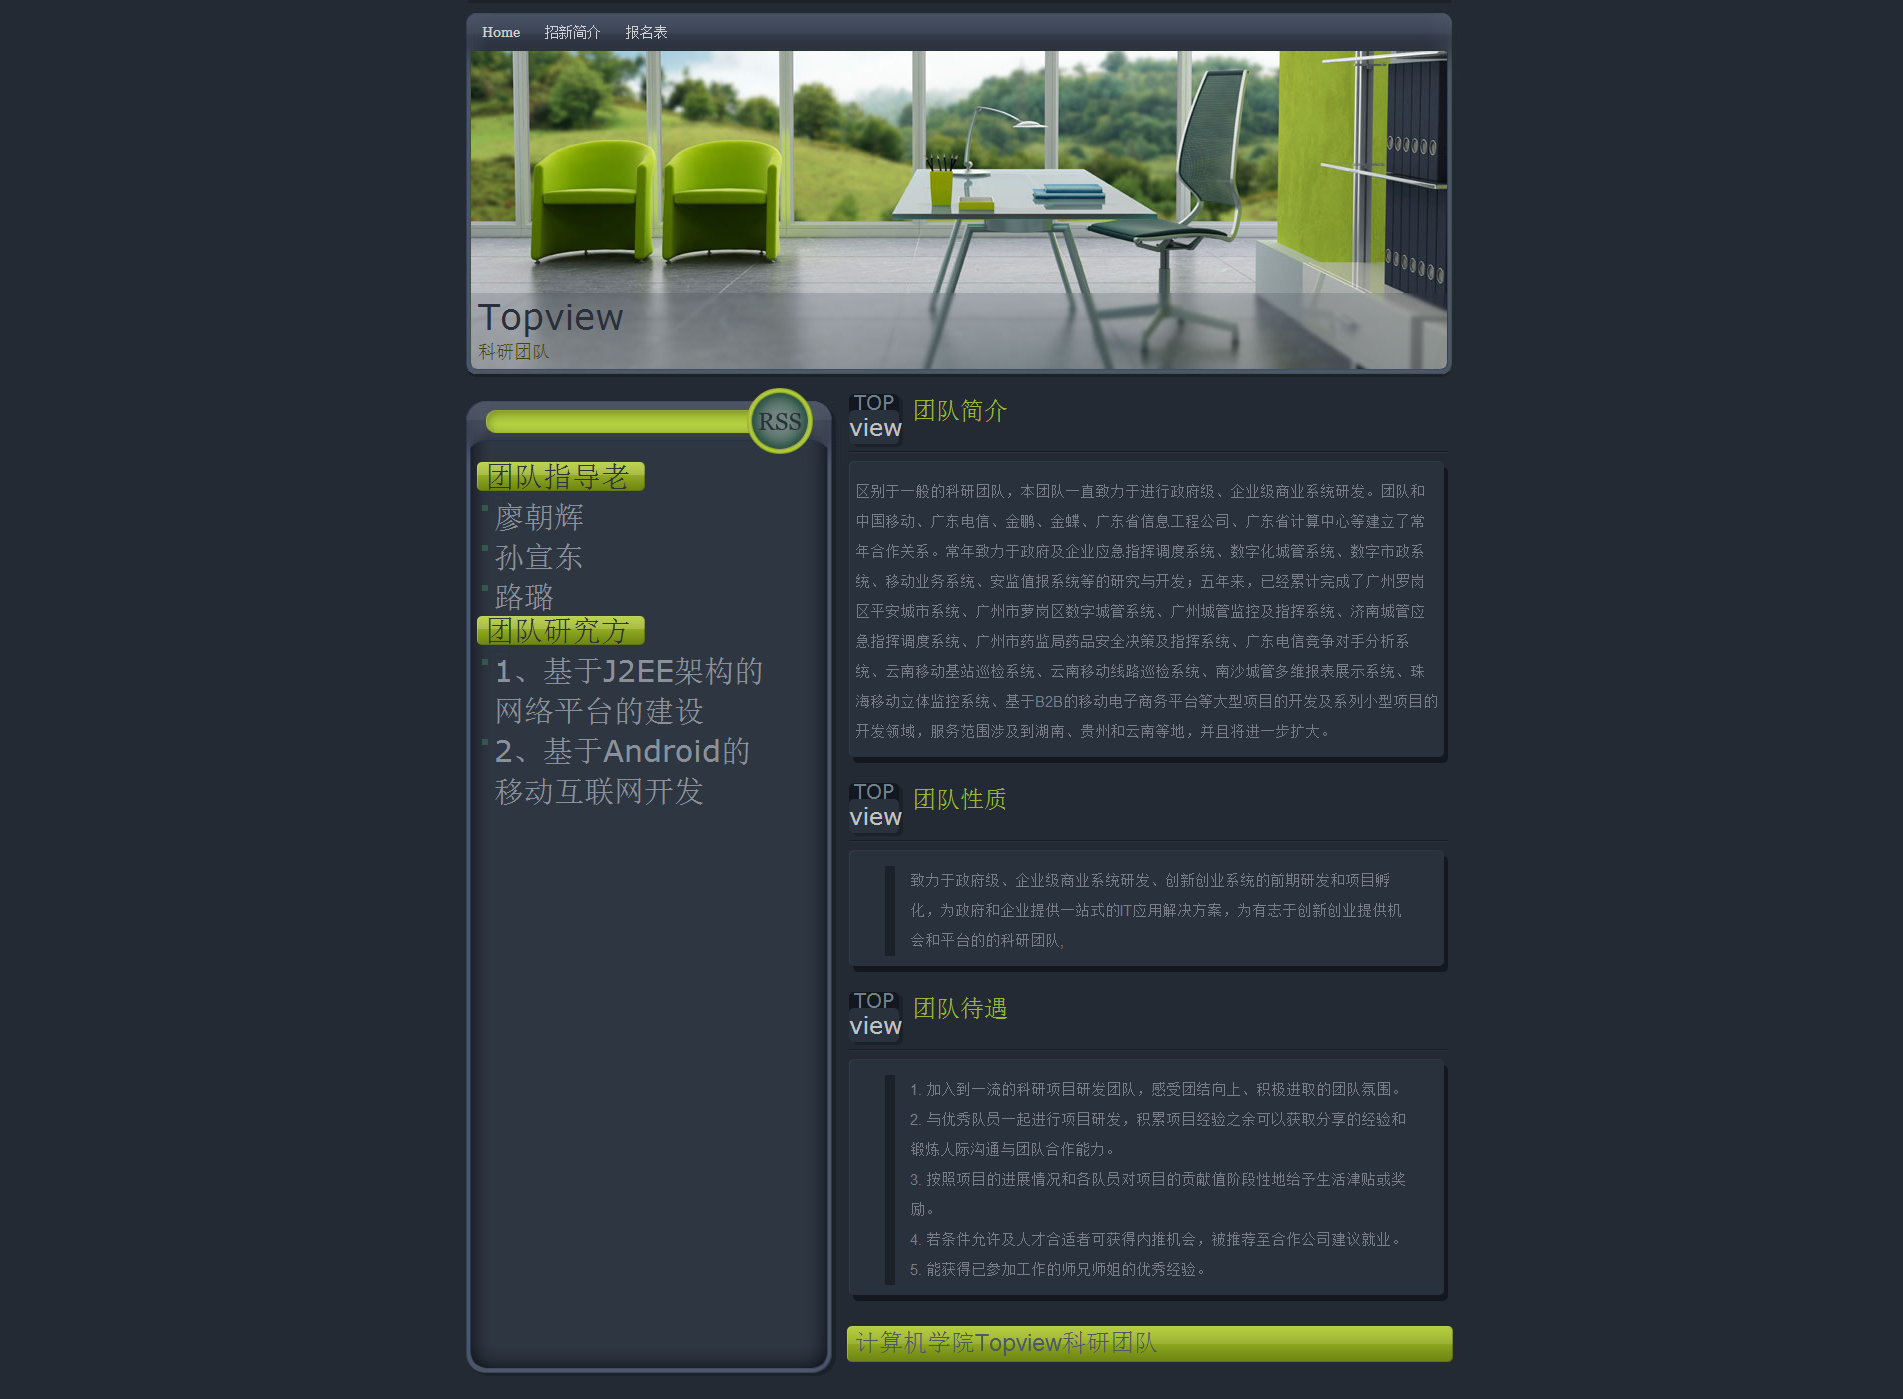 Home 招新简介 报名表
Topview
科研团队
RSS
团队指导老
廖朝辉
孙宣东
路璐
团队研究方
1、基于J2EE架构的
网络平台的建设
2、基于Android的
移动互联网开发
TOP
view
团队简介
区别于一般的科研团队，本团队一直致力于进行政府级、企业级商业系统研发。团队和
中国移动、广东电信、金鹏、金蝶、广东省信息工程公司、广东省计算中心等建立了常
年合作关系。常年致力于政府及企业应急指挥调度系统、数字化城管系统、数字市政系
统、移动业务系统、安监值报系统等的研究与开发；五年来，已经累计完成了广州罗岗
区平安城市系统、广州市萝岗区数字城管系统、广州城管监控及指挥系统、济南城管应
急指挥调度系统、广州市药监局药品安全决策及指挥系统、广东电信竞争对手分析系
统、云南移动基站巡检系统、云南移动线路巡检系统、南沙城管多维报表展示系统、珠
海移动立体监控系统、基于B2B的移动电子商务平台等大型项目的开发及系列小型项目的
开发领域，服务范围涉及到湖南、贵州和云南等地，并且将进一步扩大。
TOP
view
团队性质
致力于政府级、企业级商业系统研发、创新创业系统的前期研发和项目孵
化，为政府和企业提供一站式的IT应用解决方案，为有志于创新创业提供机
会和平台的的科研团队,
TOP
view
团队待遇
1. 加入到一流的科研项目研发团队，感受团结向上、积极进取的团队氛围。
2. 与优秀队员一起进行项目研发，积累项目经验之余可以获取分享的经验和
锻炼人际沟通与团队合作能力。
3. 按照项目的进展情况和各队员对项目的贡献值阶段性地给予生活津贴或奖
励。
4. 若条件允许及人才合适者可获得内推机会，被推荐至合作公司建议就业。
5. 能获得已参加工作的师兄师姐的优秀经验。
计算机学院Topview科研团队